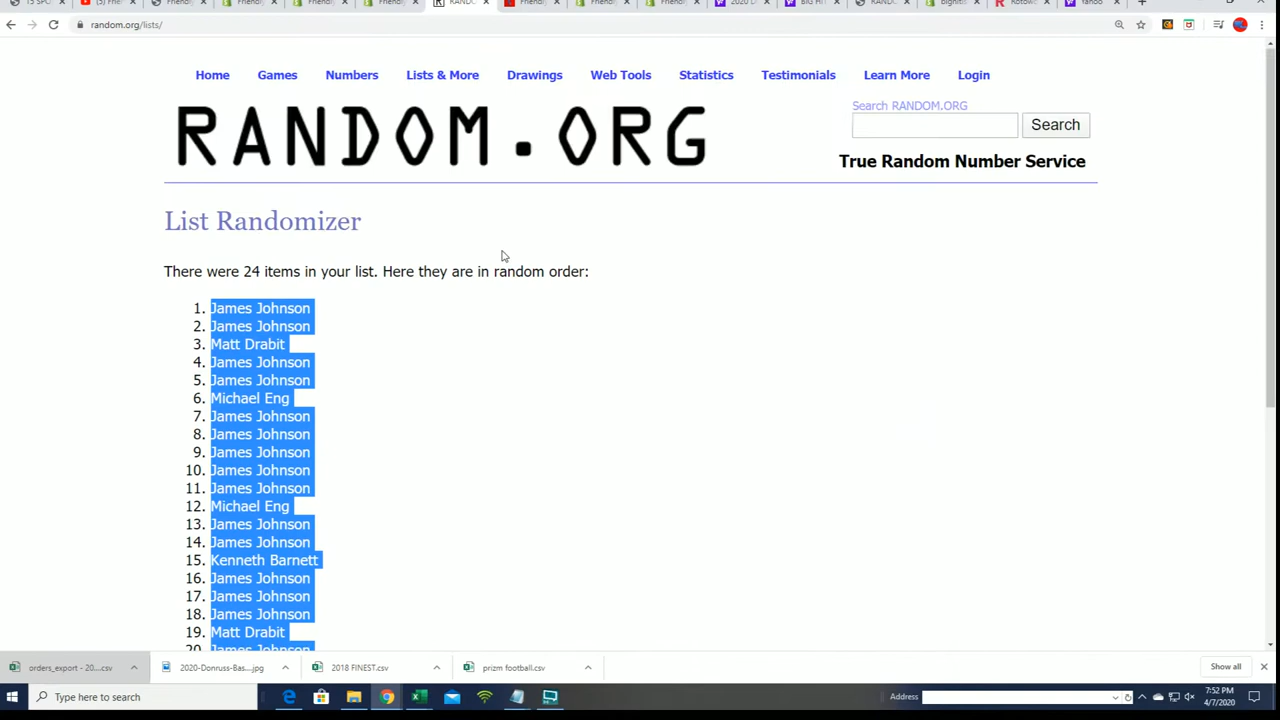 random.org/lists/
Home Games Numbers Lists & More Drawings Web Tools Statistics Testimonials Learn More Login
RANDOM.ORG
Search RANDOM.ORG
Search
True Random Number Service
List Randomizer
There were 24 items in your list. Here they are in random order:
1. James Johnson
2. James Johnson
3. Matt Drabit
4. James Johnson
5. James Johnson
6. Michael Eng
7. James Johnson
8. James Johnson
9. James Johnson
10. James Johnson
11. James Johnson
12. Michael Eng
13. James Johnson
14. James Johnson
15. Kenneth Barnett
16. James Johnson
17. James Johnson
18. James Johnson
19. Matt Drabit
20. James Johnson
orders_export - 20....csv 2020-Donruss-Bas....jpg 2018 FINEST.csv prizm football.csv Show all
Type here to search Address 7:52 PM
4/7/2020